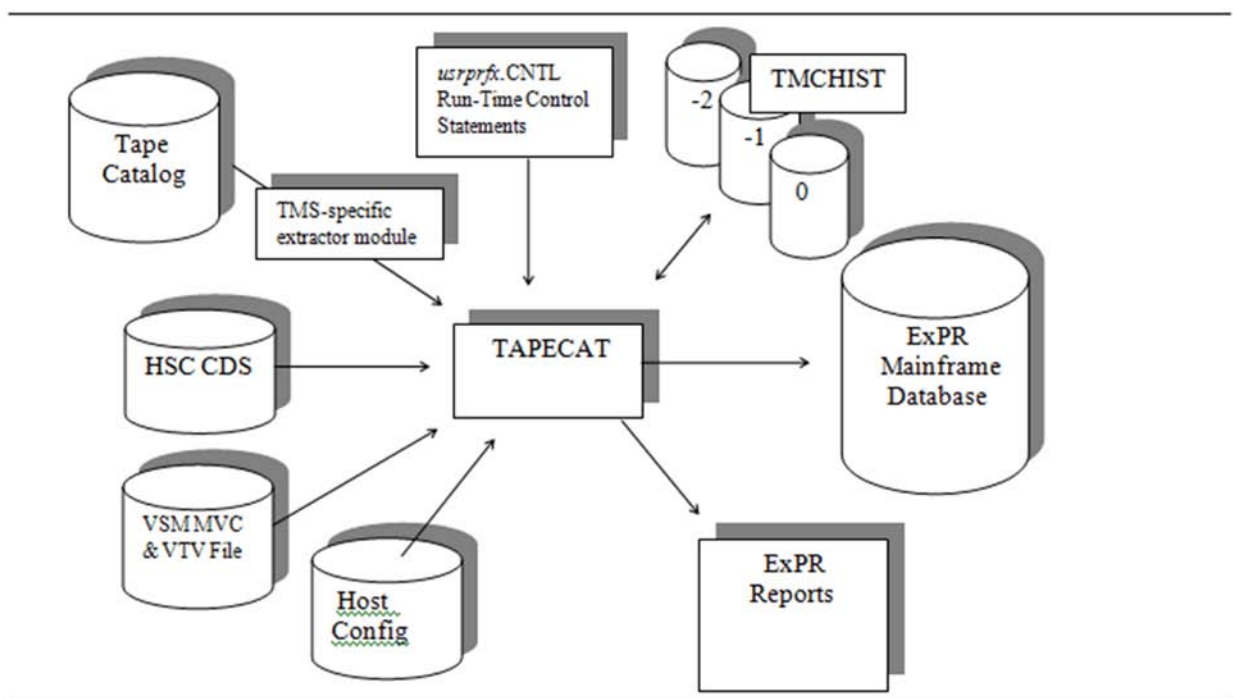 Tape
Catalog
usrprfx.CNTL
Run-Time Control
Statements
-2
-1
0
TMCHIST
TMS-specific
extractor module
HSC CDS
TAPECAT
ExPR
Mainframe
Database
VSM MVC
& VTV File
Host
Config
ExPR
Reports